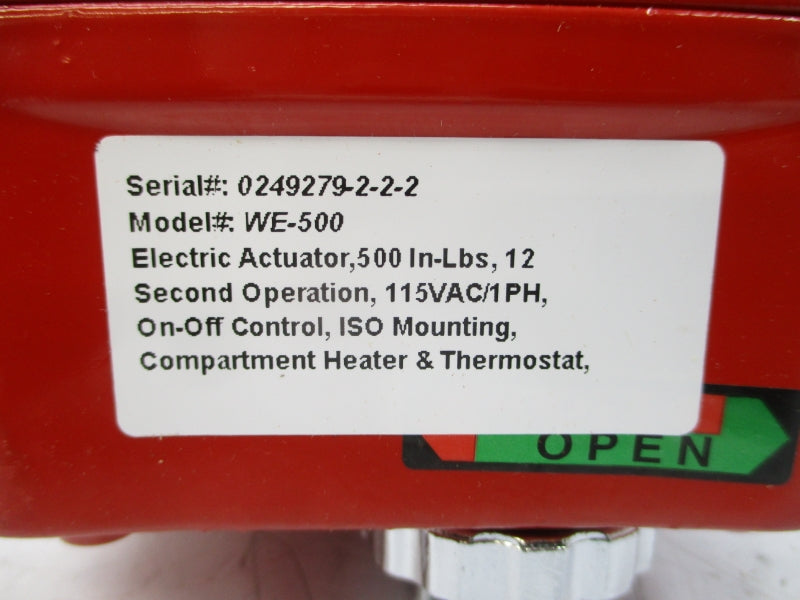 Serial#: 0249279-2-2-2
Model#: WE-500
Electric Actuator,500 In-Lbs, 12
Second Operation, 115VAC/1PH,
On-Off Control, ISO Mounting,
Compartment Heater & Thermostat,
OPEN